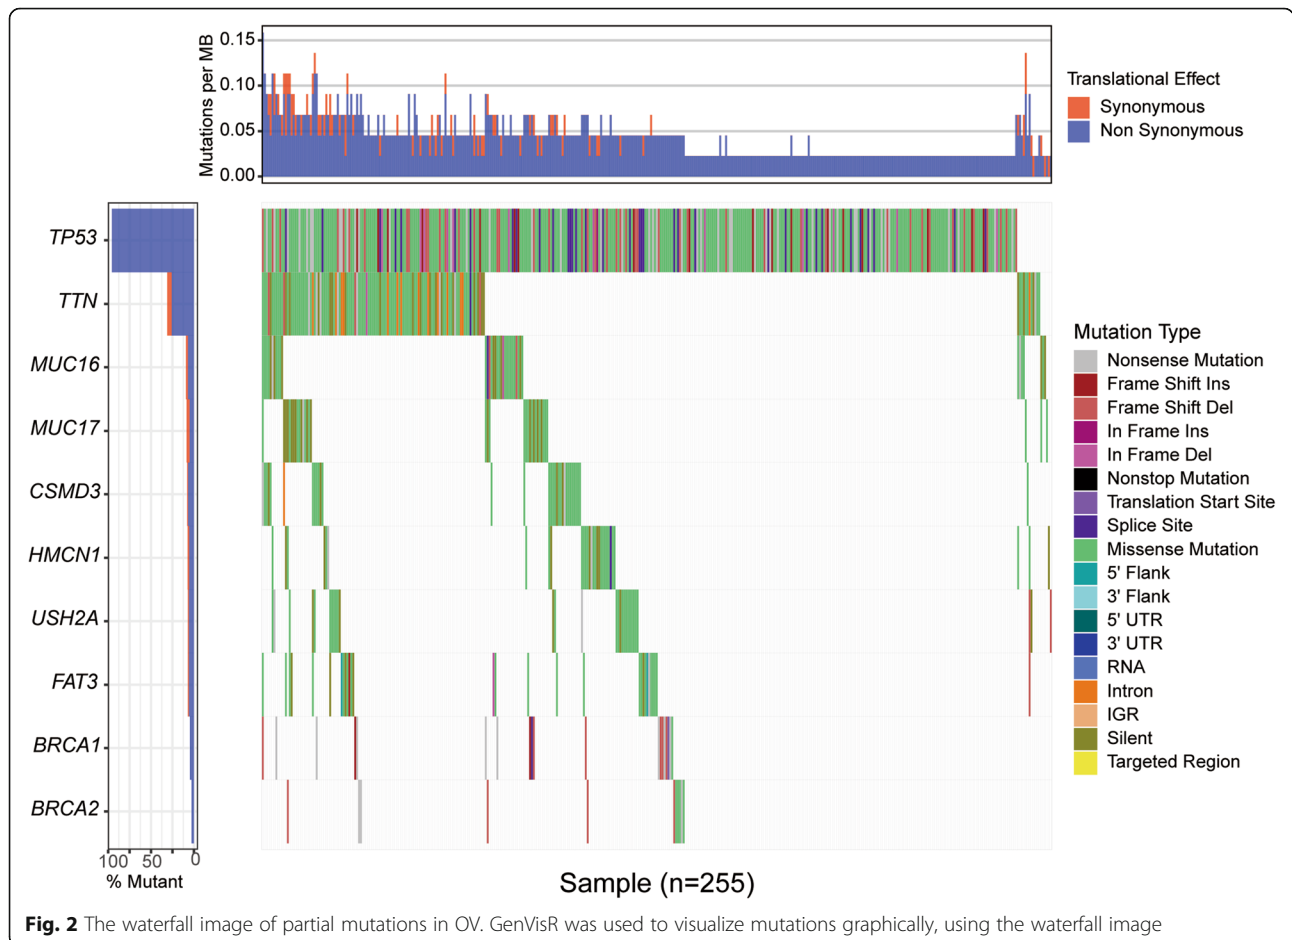 Mutations per MB
0.15
0.10
0.05
0.00
Translational Effect
Synonymous
Non Synonymous
TP53
TTN
MUC16
MUC17
CSMD3
HMCN1
USH2A
FAT3
BRCA1
BRCA2
100 50 0
% Mutant
Sample (n=255)
Mutation Type
Nonsense Mutation
Frame Shift Ins
Frame Shift Del
In Frame Ins
In Frame Del
Nonstop Mutation
Translation Start Site
Splice Site
Missense Mutation
5' Flank
3' Flank
5' UTR
3' UTR
RNA
Intron
IGR
Silent
Targeted Region
Fig. 2 The waterfall image of partial mutations in OV. GenVisR was used to visualize mutations graphically, using the waterfall image